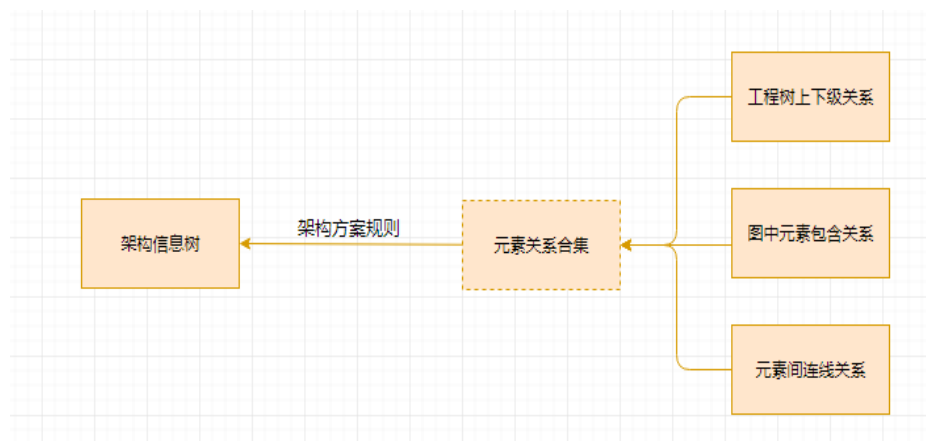 工程树上下级关系
架构方案规则
架构信息树
元素关系合集
图中元素包含关系
元素间连线关系